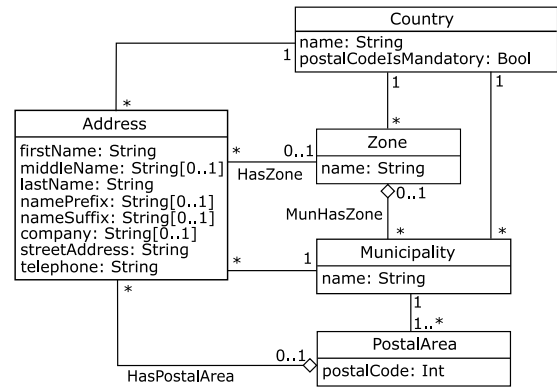 Country
name: String
postalCodeIsMandatory: Bool
1
1
1
*
*
Address
firstName: String
middleName: String[0..1]
lastName: String
namePrefix: String[0..1]
nameSuffix: String[0..1]
company: String[0..1]
streetAddress: String
telephone: String
*
0..1
HasZone
Zone
name: String
0..1
MunHasZone
*
*
Municipality
name: String
*
1
*
1
1..*
PostalArea
postalCode: Int
0..1
HasPostalArea